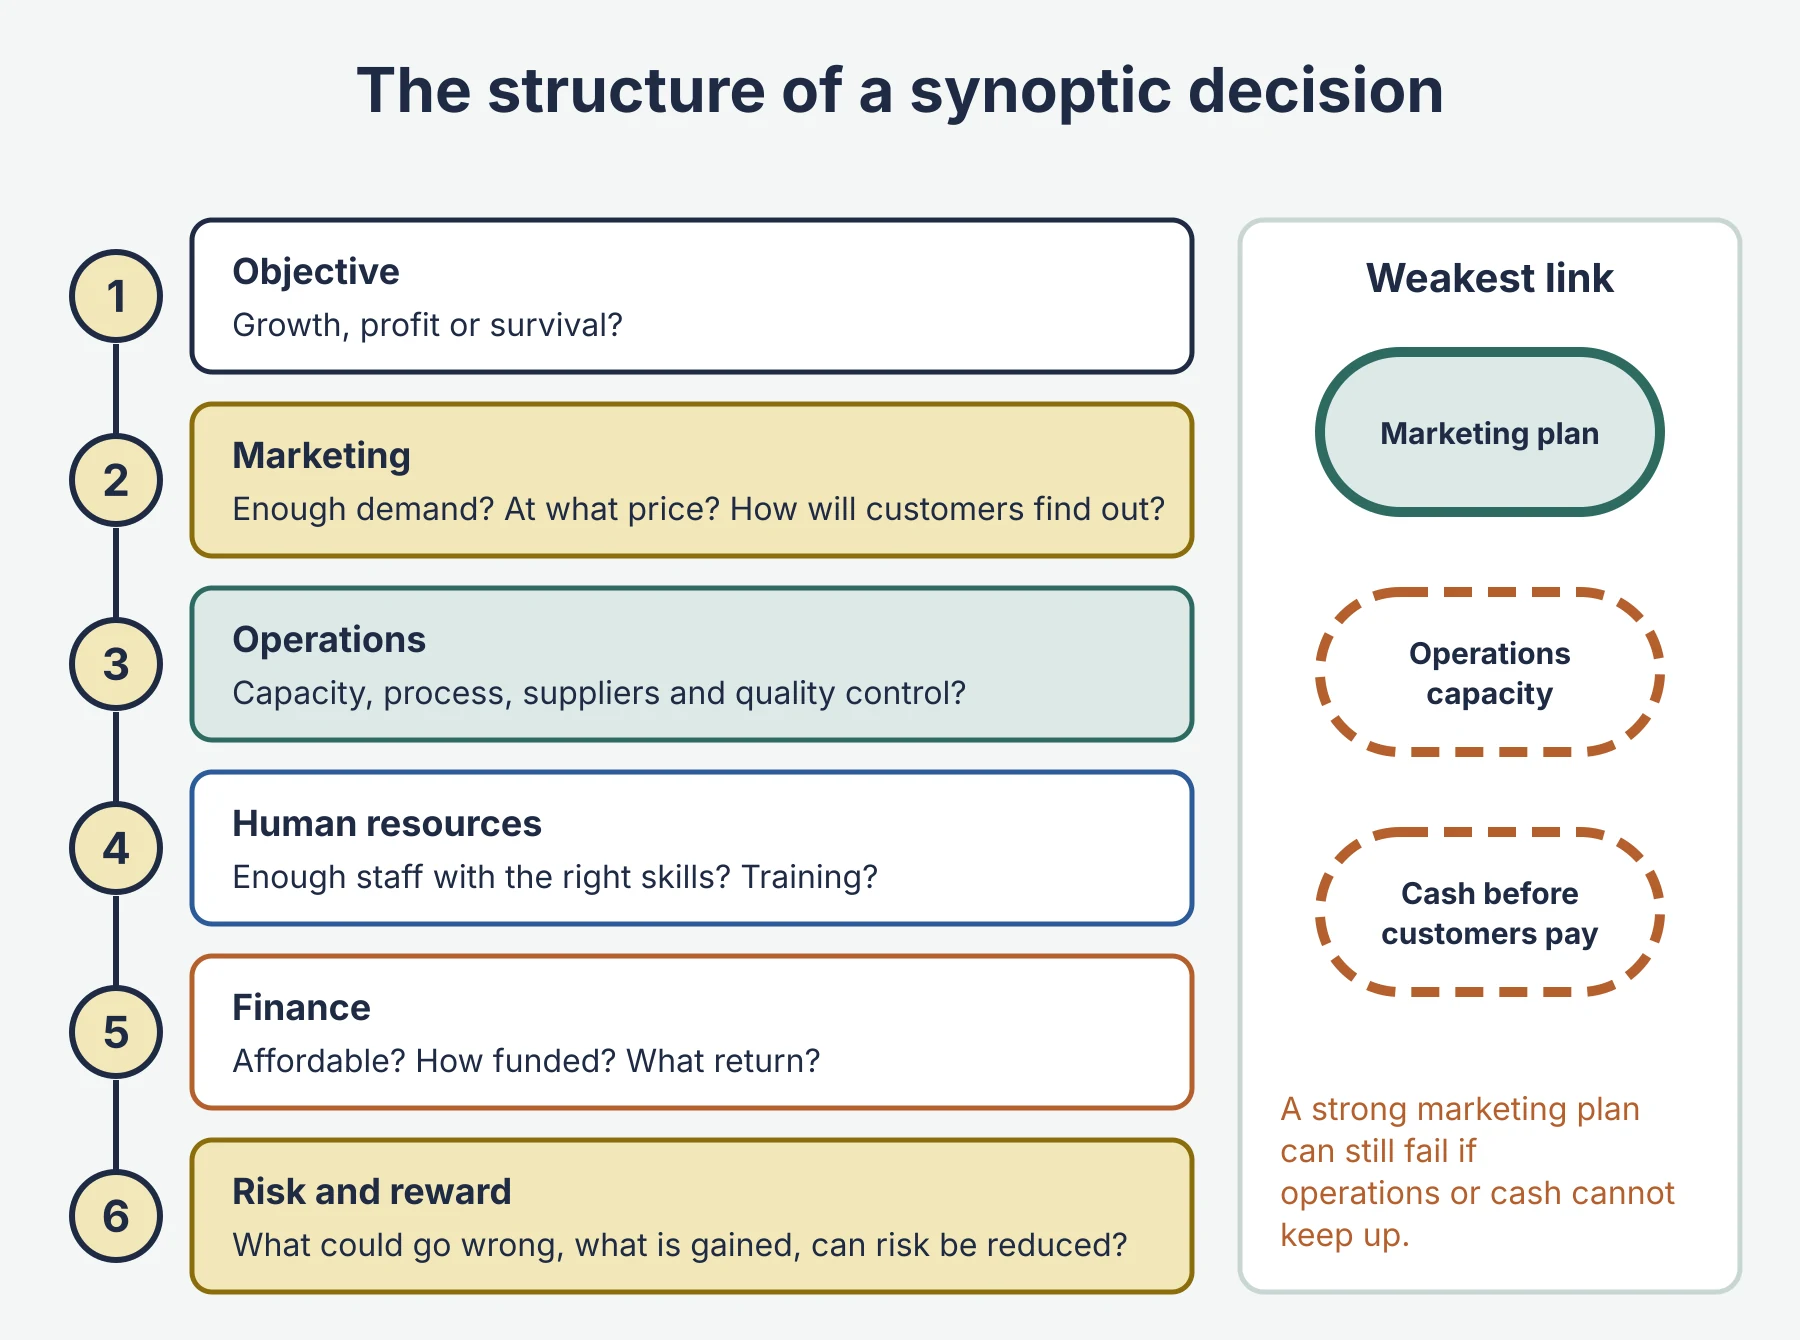 The structure of a synoptic decision
1
Objective
Growth, profit or survival?
2
Marketing
Enough demand? At what price? How will customers find out?
3
Operations
Capacity, process, suppliers and quality control?
4
Human resources
Enough staff with the right skills? Training?
5
Finance
Affordable? How funded? What return?
6
Risk and reward
What could go wrong, what is gained, can risk be reduced?
Weakest link
Marketing plan
Operations
capacity
Cash before
customers pay
A strong marketing plan
can still fail if
operations or cash cannot
keep up.